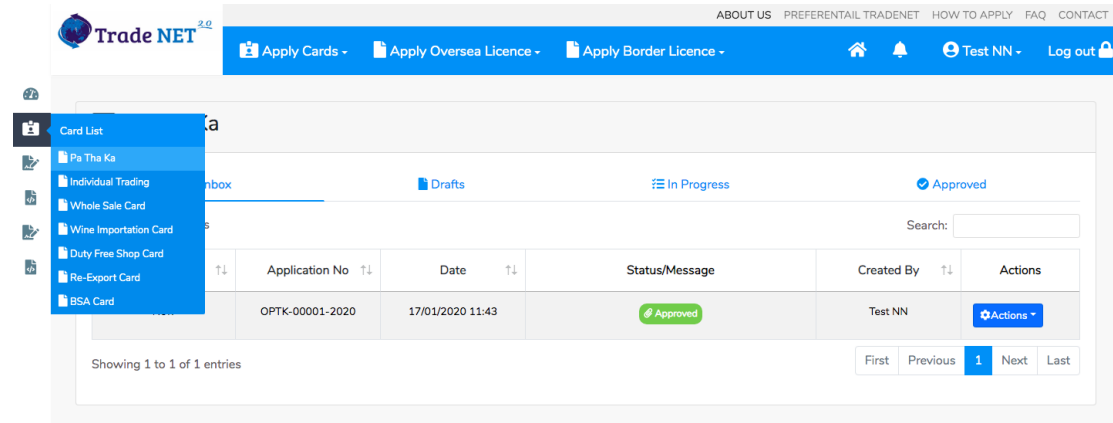 ABOUT US PREFERENTAIL TRADENET HOW TO APPLY FAQ CONTACT
Trade NET 2.0
Apply Cards Apply Oversea Licence Apply Border Licence Test NN Log out
Card List
Pa Tha Ka
Individual Trading
Whole Sale Card
Wine Importation Card
Duty Free Shop Card
Re-Export Card
BSA Card
Drafts In Progress Approved
Search:
Application No Date Status/Message Created By Actions
OPTK-00001-2020 17/01/2020 11:43 Approved Test NN Actions
Showing 1 to 1 of 1 entries First Previous 1 Next Last